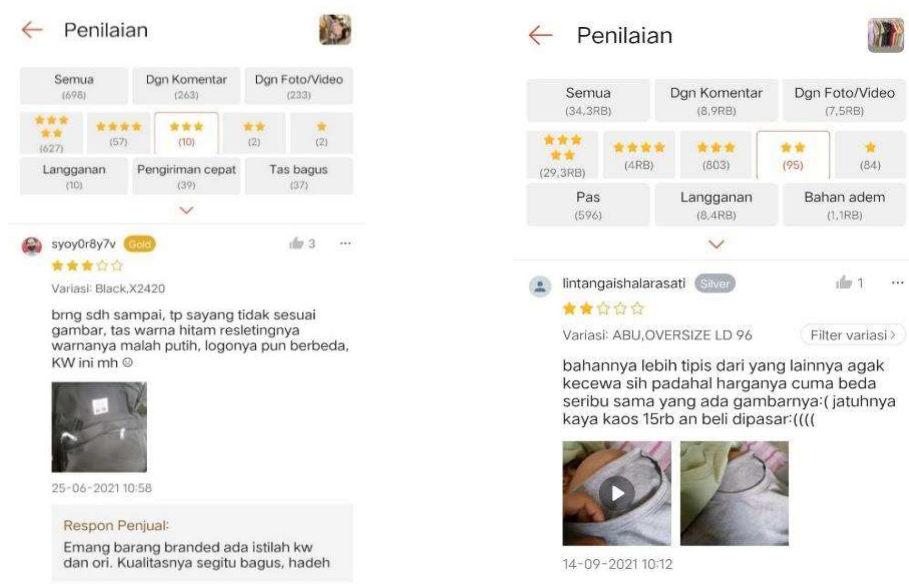 Penilaian
Semua
(698)
Dgn Komentar
(263)
Dgn Foto/Video
(233)
(627)
(57)
(10)
(2)
(2)
Langganan
(10)
Pengiriman cepat
(39)
Tas bagus
(37)
syoy0r8y7v Gold
3
Variasi: Black,X2420
brng sdh sampai, tp sayang tidak sesuai
gambar, tas warna hitam resletingnya
warnanya malah putih, logonya pun berbeda,
KW ini mh
25-06-2021 10:58
Respon Penjual:
Emang barang branded ada istilah kw
dan ori. Kualitasnya segitu bagus, hadeh
Penilaian
Semua
(34,3RB)
Dgn Komentar
(8,9RB)
Dgn Foto/Video
(7,5RB)
(29,3RB)
(4RB)
(803)
(95)
(84)
Pas
(596)
Langganan
(8,4RB)
Bahan adem
(1,1RB)
lintangaishalarasati Silver
1
Variasi: ABU,OVERSIZE LD 96
Filter variasi >
bahannya lebih tipis dari yang lainnya agak
kecewa sih padahal harganya cuma beda
seribu sama yang ada gambarnya:( jatuhnya
kaya kaos 15rb an beli dipasar:((((
14-09-2021 10:12